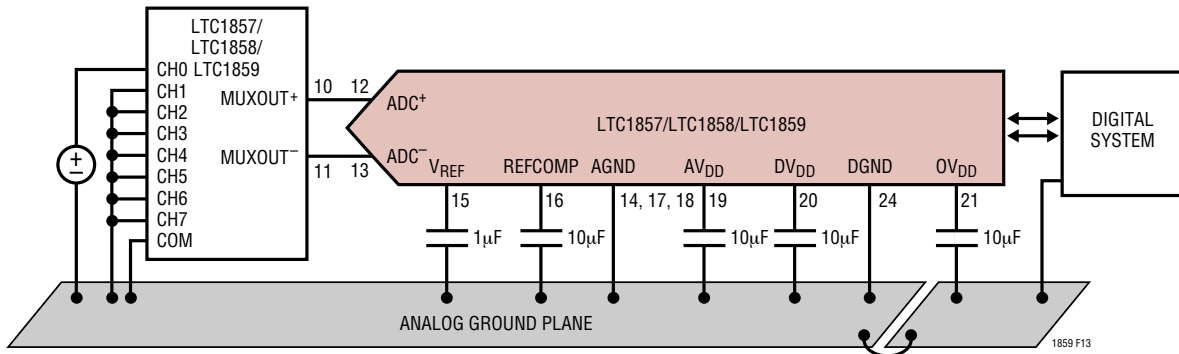 LTC1857/
LTC1858/
LTC1859
CH0
CH1
CH2
CH3
CH4
CH5
CH6
CH7
COM
MUXOUT+
MUXOUT–
10
11
12
13
ADC+
ADC–
LTC1857/LTC1858/LTC1859
VREF
REFCOMP
AGND
AVDD
DVDD
DGND
OVDD
15
16
14, 17, 18
19
20
24
21
1µF
10µF
10µF
10µF
10µF
+
–
DIGITAL
SYSTEM
ANALOG GROUND PLANE
1859 F13